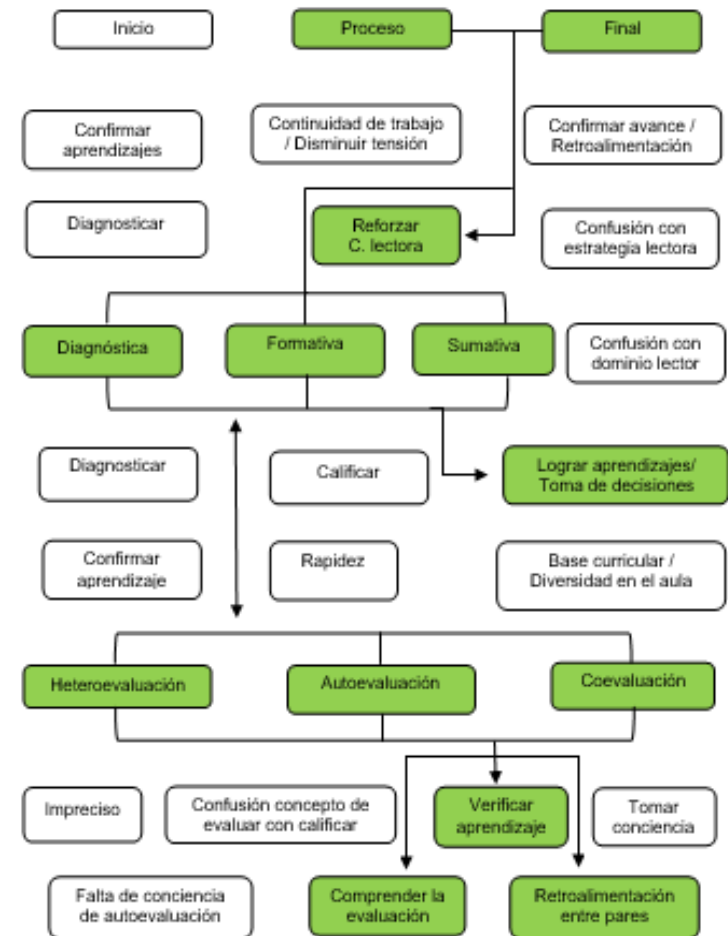 Inicio
Proceso
Final
Confirmar
aprendizajes
Continuidad de trabajo
/ Disminuir tensión
Confirmar avance /
Retroalimentación
Diagnosticar
Reforzar
C. lectora
Confusión con
estrategia lectora
Diagnóstica
Formativa
Sumativa
Confusión con
dominio lector
Diagnosticar
Calificar
Lograr aprendizajes/
Toma de decisiones
Confirmar
aprendizaje
Rapidez
Base curricular /
Diversidad en el aula
Heteroevaluación
Autoevaluación
Coevaluación
Impreciso
Confusión concepto de
evaluar con calificar
Verificar
aprendizaje
Tomar
conciencia
Falta de conciencia
de autoevaluación
Comprender la
evaluación
Retroalimentación
entre pares